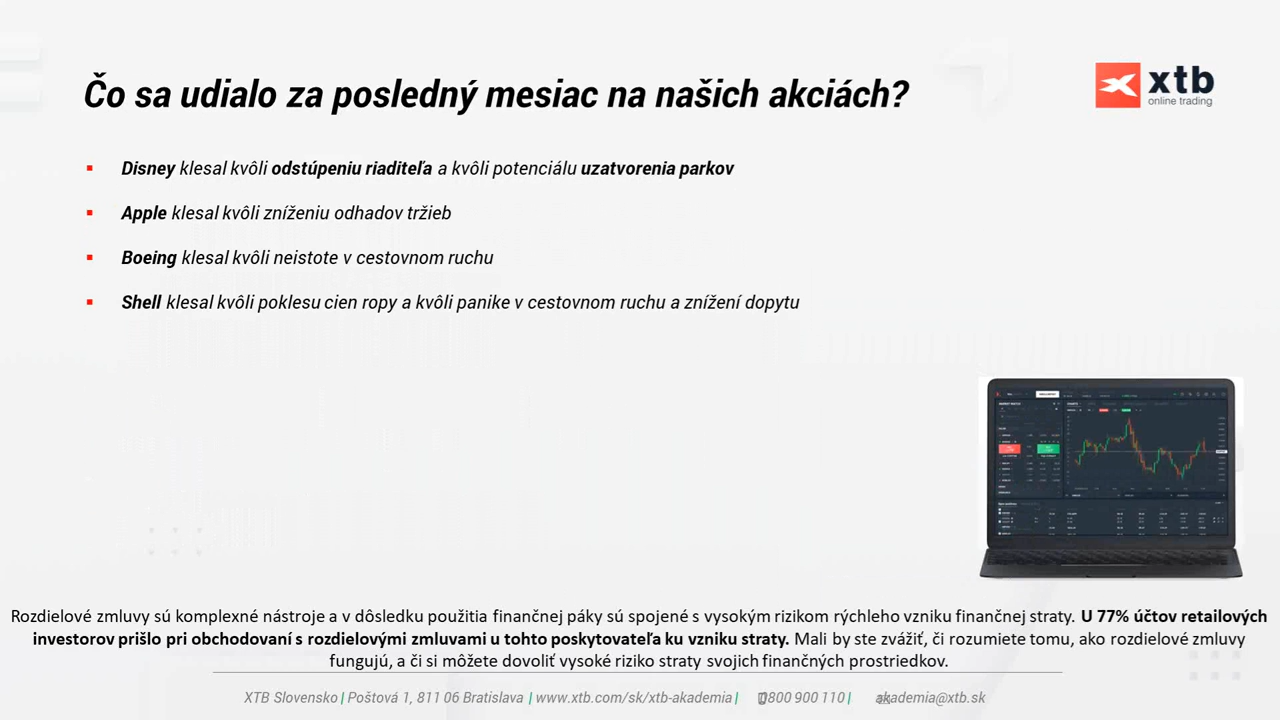 Čo sa udialo za posledný mesiac na našich akciách?
xtb
online trading
Disney klesal kvôli odstúpeniu riaditeľa a kvôli potenciálu uzatvorenia parkov
Apple klesal kvôli zníženiu odhadov tržieb
Boeing klesal kvôli neistote v cestovnom ruchu
Shell klesal kvôli poklesu cien ropy a kvôli panike v cestovnom ruchu a znížení dopytu
Rozdielové zmluvy sú komplexné nástroje a v dôsledku použitia finančnej páky sú spojené s vysokým rizikom rýchleho vzniku finančnej straty. U 77% účtov retailových
investorov prišlo pri obchodovaní s rozdielovými zmluvami u tohto poskytovateľa ku vzniku straty. Mali by ste zvážiť, či rozumiete tomu, ako rozdielové zmluvy
fungujú, a či si môžete dovoliť vysoké riziko straty svojich finančných prostriedkov.
XTB Slovensko | Poštová 1, 811 06 Bratislava | www.xtb.com/sk/xtb-akademia | 0800 900 110 | akademia@xtb.sk